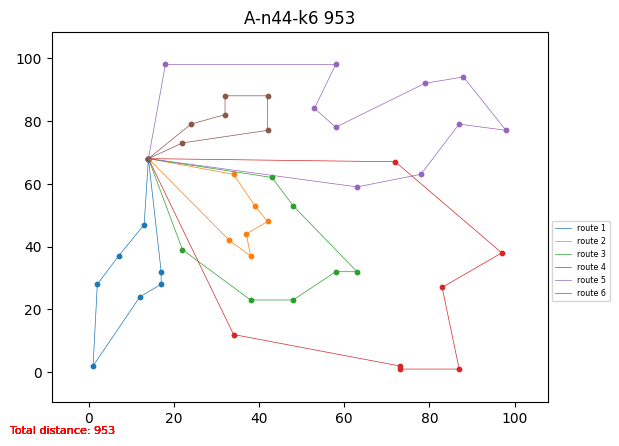 A-n44-k6 953
100
80
60
40
20
0
route 1
route 2
route 3
route 4
route 5
route 6
0 20 40 60 80 100
Total distance: 953